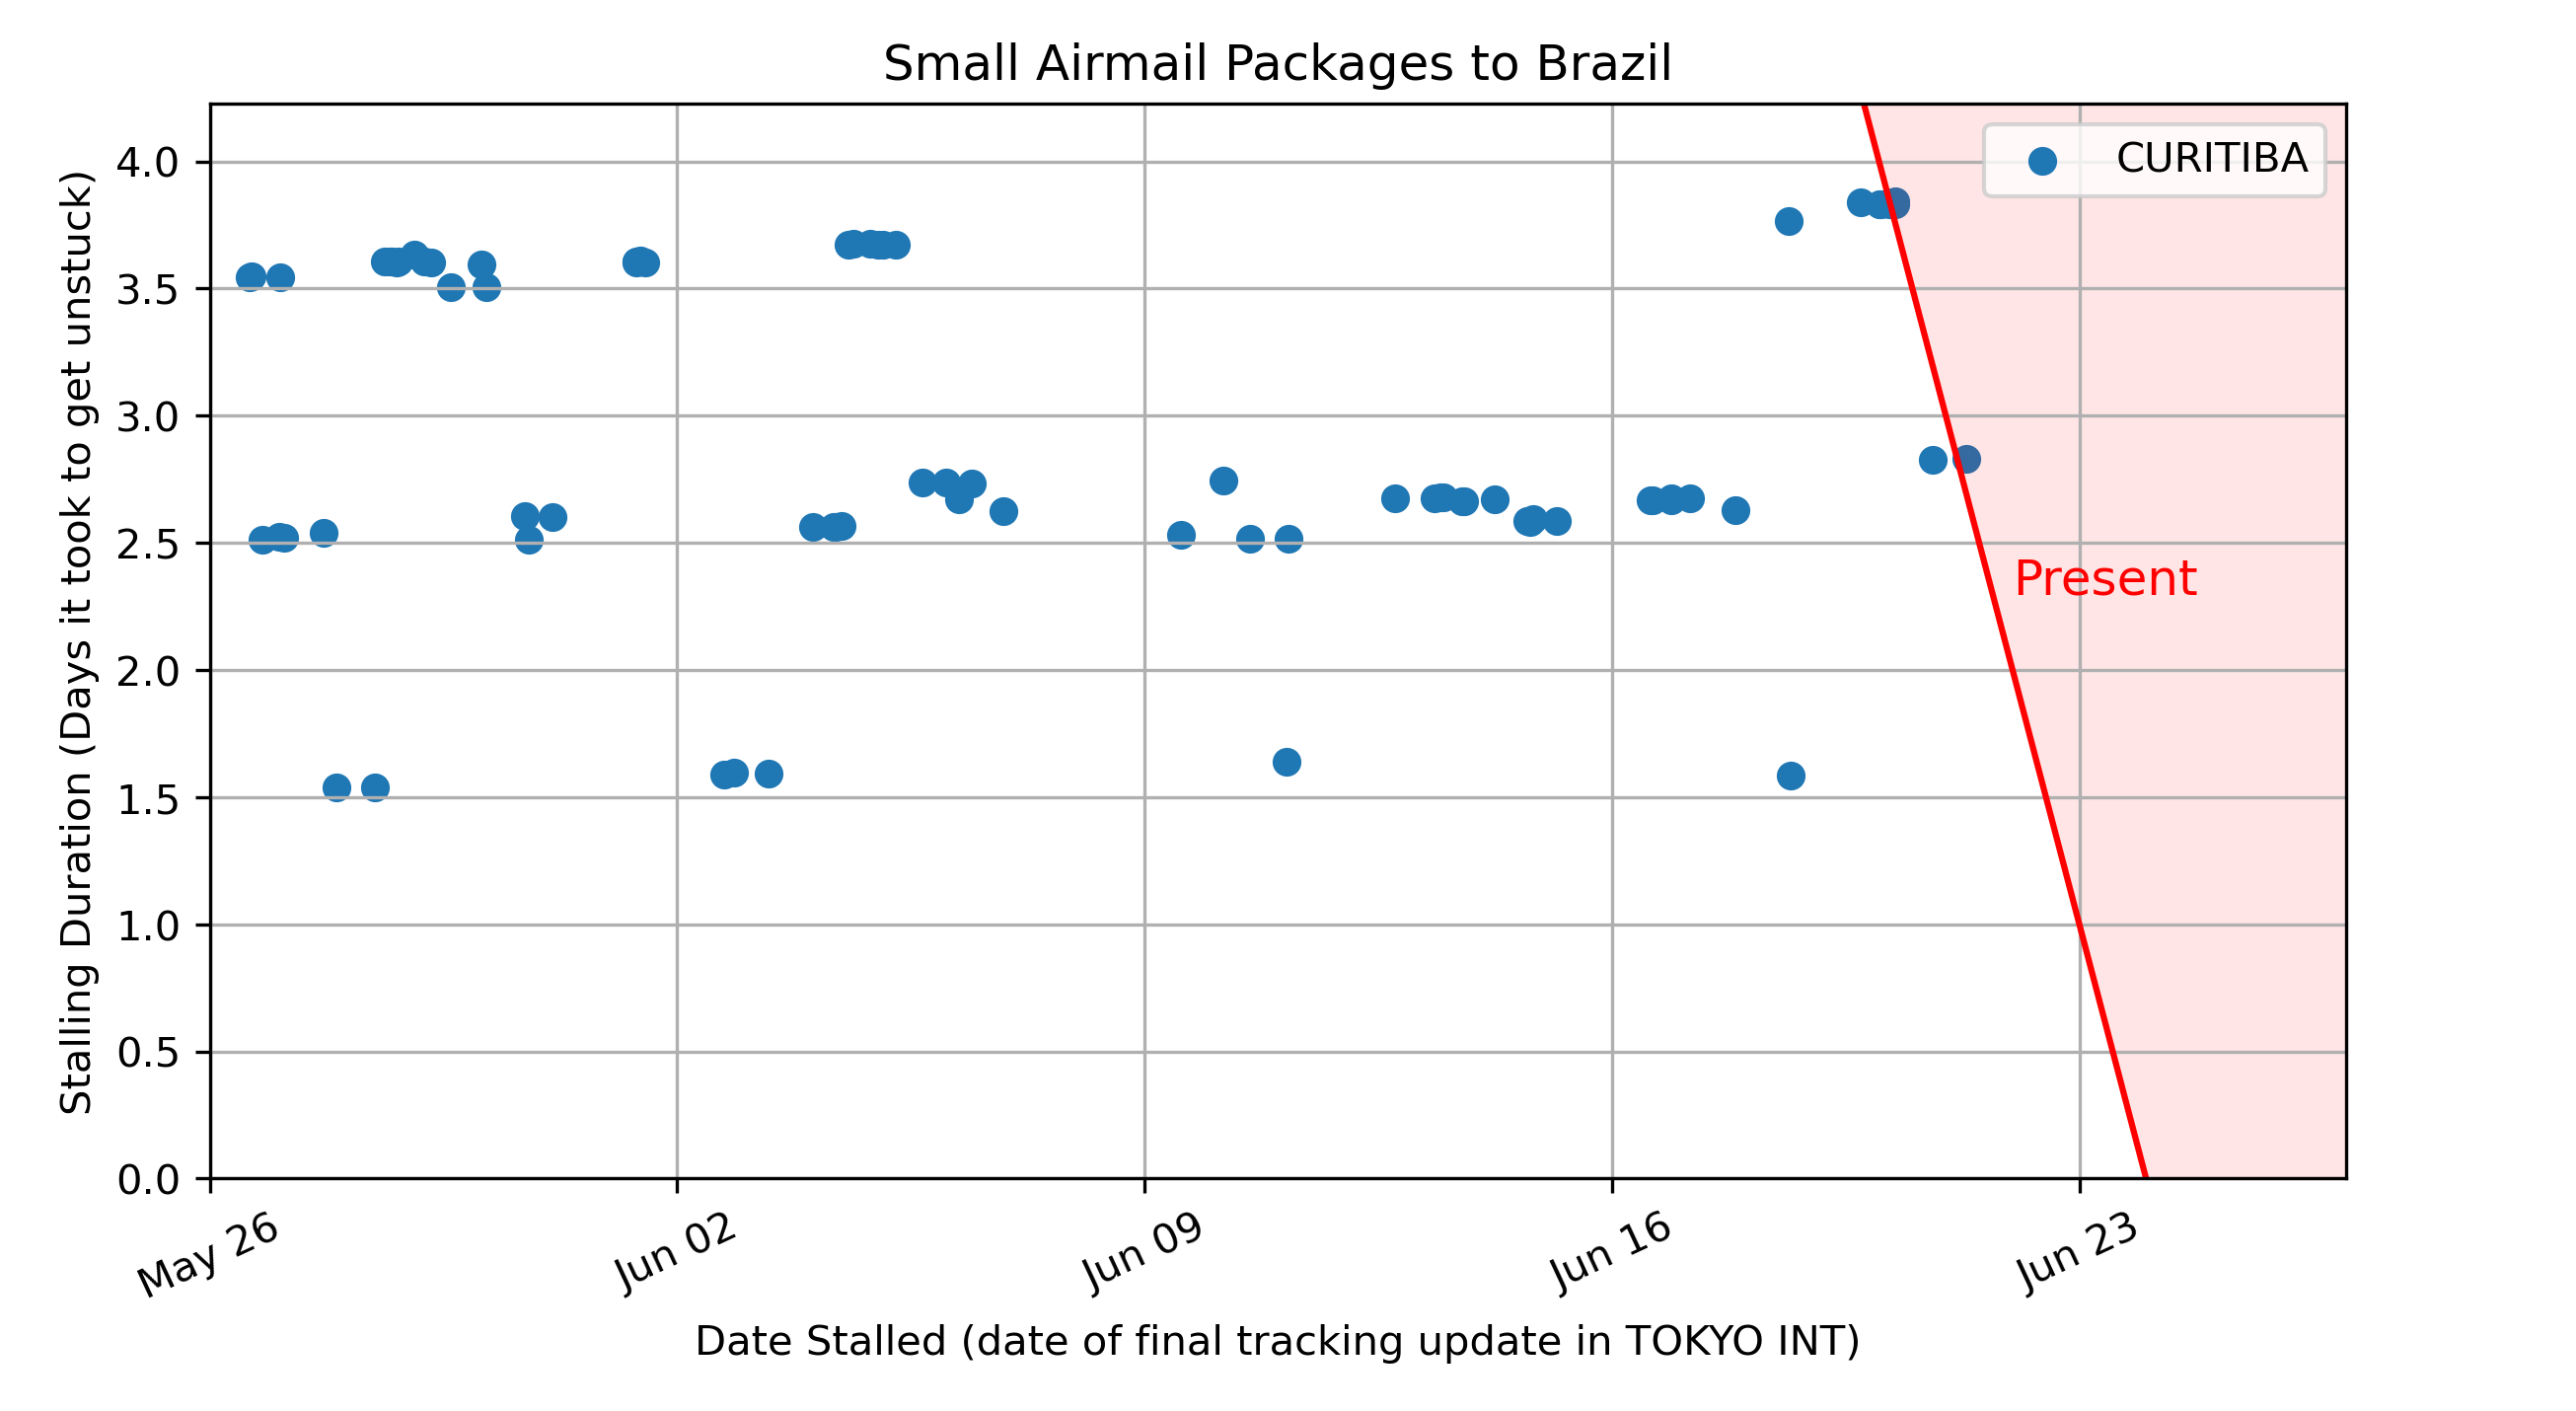 Small Airmail Packages to Brazil
CURITIBA
Present
Stalling Duration (Days it took to get unstuck)
4.0
3.5
3.0
2.5
2.0
1.5
1.0
0.5
0.0
May 26
Jun 02
Jun 09
Jun 16
Jun 23
Date Stalled (date of final tracking update in TOKYO INT)